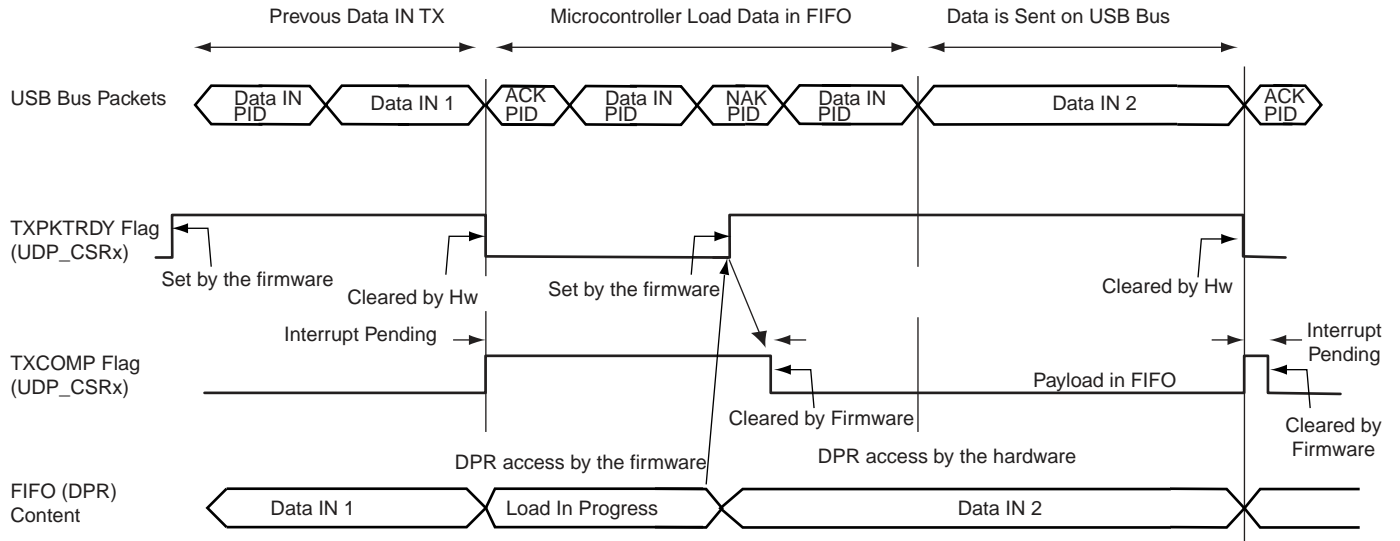 Prevous Data IN TX
Microcontroller Load Data in FIFO
Data is Sent on USB Bus
USB Bus Packets
Data IN
PID
Data IN 1
ACK
PID
Data IN
PID
NAK
PID
Data IN
PID
Data IN 2
ACK
PID
TXPKTRDY Flag
(UDP_CSRx)
Set by the firmware
Cleared by Hw
Set by the firmware
Cleared by Hw
Interrupt Pending
Interrupt
Pending
TXCOMP Flag
(UDP_CSRx)
Payload in FIFO
Cleared by Firmware
Cleared by
Firmware
DPR access by the firmware
DPR access by the hardware
FIFO (DPR)
Content
Data IN 1
Load In Progress
Data IN 2